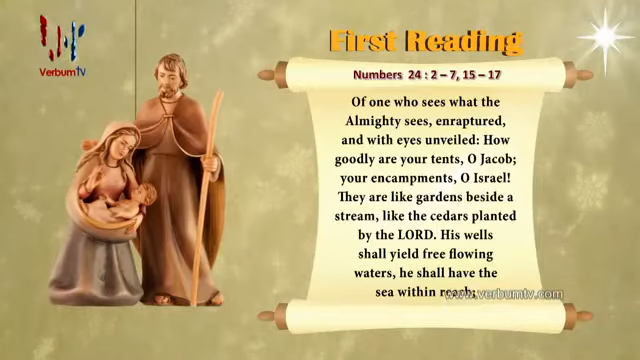 VerbumTV
First Reading
Numbers 24 : 2 – 7, 15 – 17
Of one who sees what the
Almighty sees, enraptured,
and with eyes unveiled: How
goodly are your tents, O Jacob;
your encampments, O Israel!
They are like gardens beside a
stream, like the cedars planted
by the LORD. His wells
shall yield free flowing
waters, he shall have the
sea within reach;
www.verbumtv.com